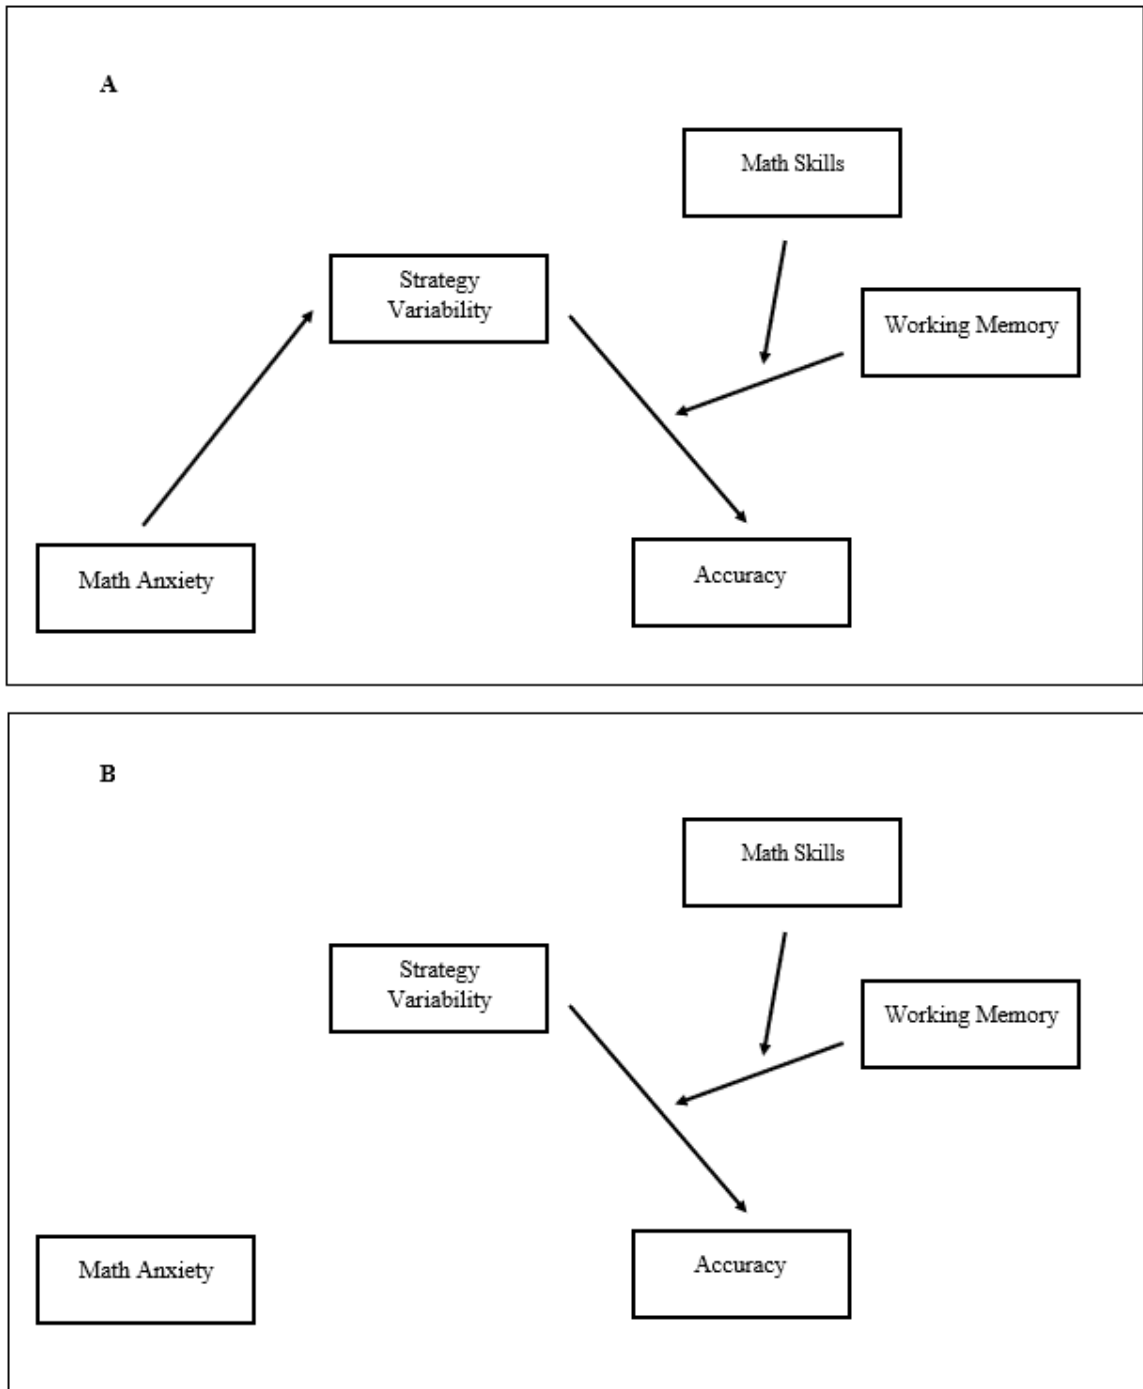 A
Math Skills
Strategy
Variability
Working Memory
Math Anxiety
Accuracy
B
Math Skills
Strategy
Variability
Working Memory
Math Anxiety
Accuracy